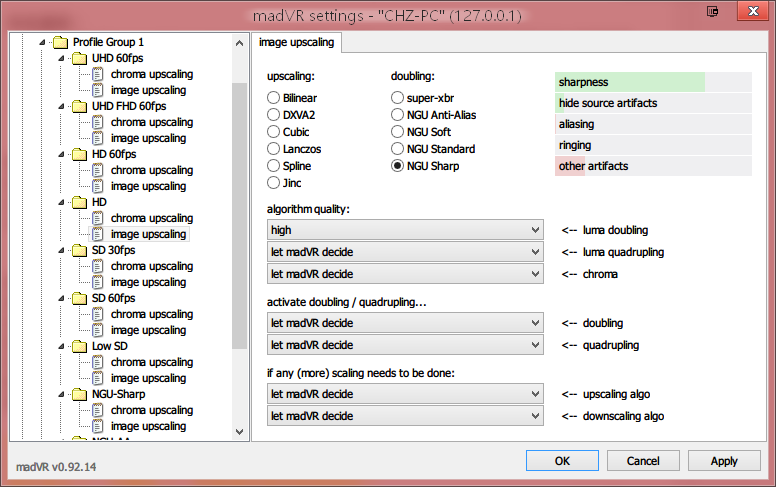 madVR settings - "CHZ-PC" (127.0.0.1)
Profile Group 1
UHD 60fps
chroma upscaling
image upscaling
UHD FHD 60fps
chroma upscaling
image upscaling
HD 60fps
chroma upscaling
image upscaling
HD
chroma upscaling
image upscaling
SD 30fps
chroma upscaling
image upscaling
SD 60fps
chroma upscaling
image upscaling
Low SD
chroma upscaling
image upscaling
NGU-Sharp
chroma upscaling
image upscaling
NGU-AA
madVR v0.92.14
image upscaling
upscaling:
Bilinear
DXVA2
Cubic
Lanczos
Spline
Jinc
doubling:
super-xbr
NGU Anti-Alias
NGU Soft
NGU Standard
NGU Sharp
sharpness
hide source artifacts
aliasing
ringing
other artifacts
algorithm quality:
high <-- luma doubling
let madVR decide <-- luma quadrupling
let madVR decide <-- chroma
activate doubling / quadrupling...
let madVR decide <-- doubling
let madVR decide <-- quadrupling
if any (more) scaling needs to be done:
let madVR decide <-- upscaling algo
let madVR decide <-- downscaling algo
OK Cancel Apply